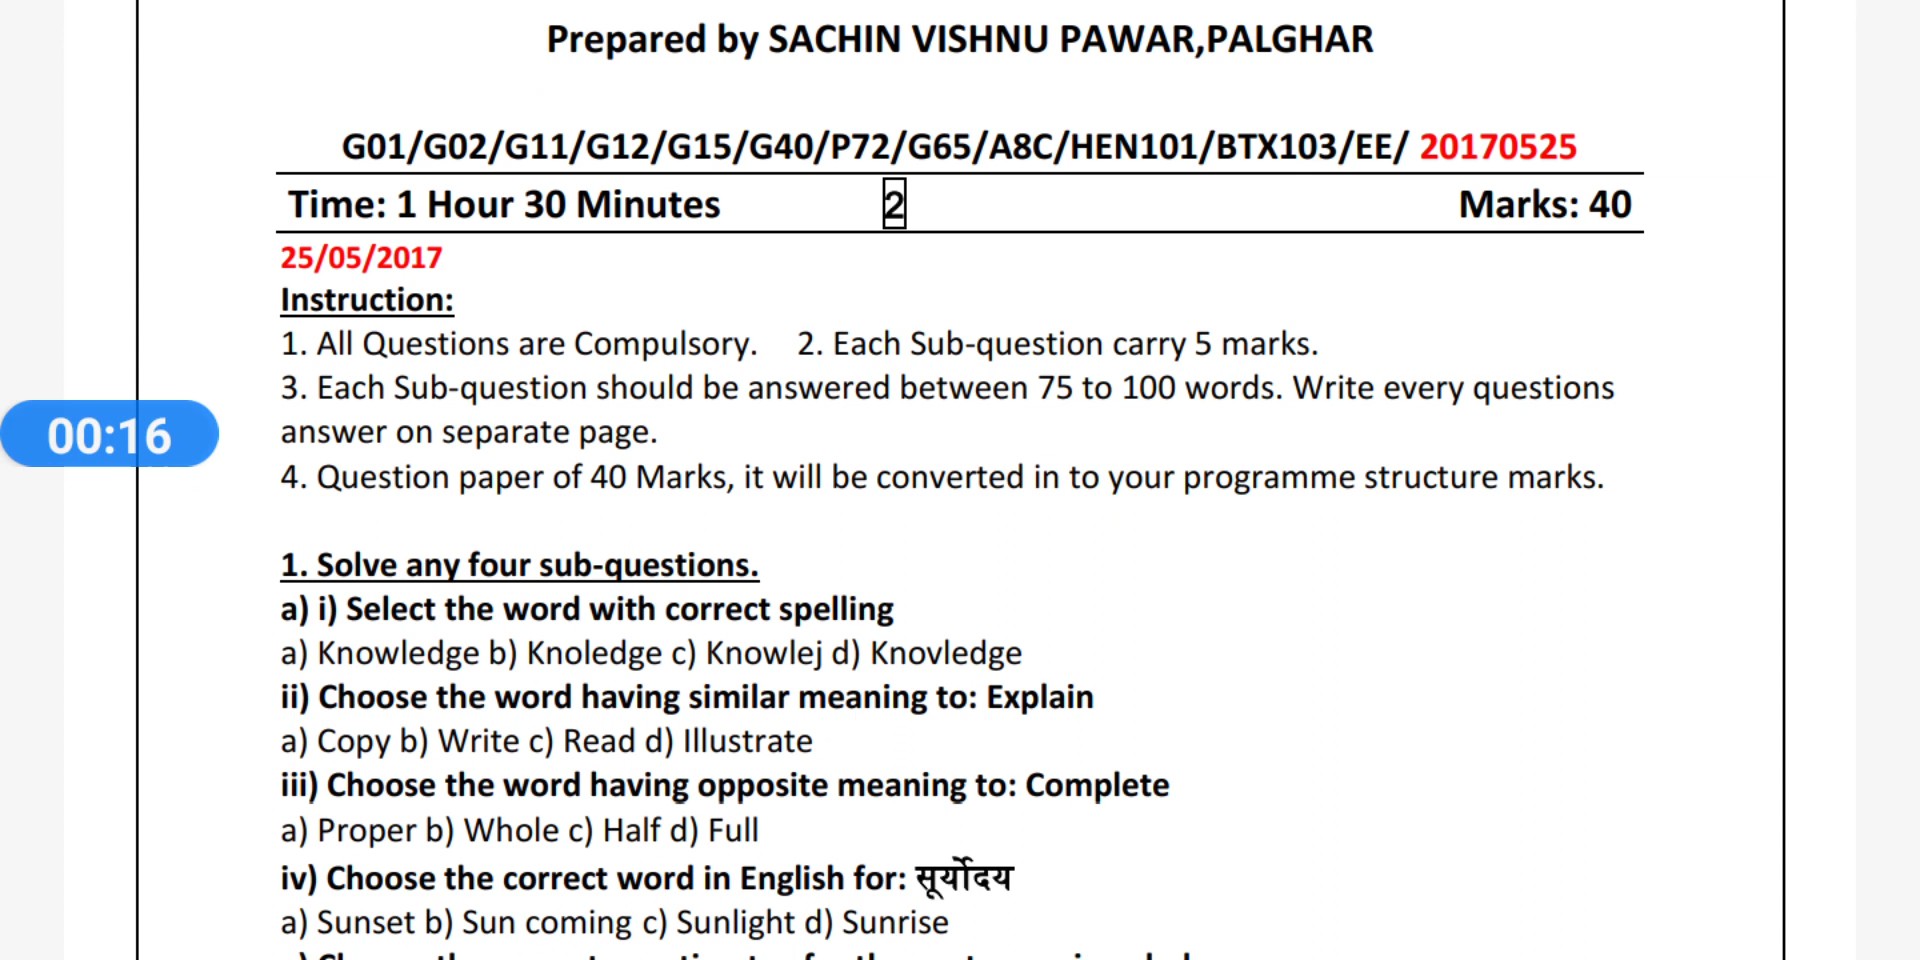 Prepared by SACHIN VISHNU PAWAR,PALGHAR
G01/G02/G11/G12/G15/G40/P72/G65/A8C/HEN101/BTX103/EE/ 20170525
Time: 1 Hour 30 Minutes 2 Marks: 40
25/05/2017
Instruction:
1. All Questions are Compulsory. 2. Each Sub-question carry 5 marks.
3. Each Sub-question should be answered between 75 to 100 words. Write every questions
answer on separate page.
00:16
4. Question paper of 40 Marks, it will be converted in to your programme structure marks.
1. Solve any four sub-questions.
a) i) Select the word with correct spelling
a) Knowledge b) Knoledge c) Knowlej d) Knovledge
ii) Choose the word having similar meaning to: Explain
a) Copy b) Write c) Read d) Illustrate
iii) Choose the word having opposite meaning to: Complete
a) Proper b) Whole c) Half d) Full
iv) Choose the correct word in English for: सूर्योदय
a) Sunset b) Sun coming c) Sunlight d) Sunrise